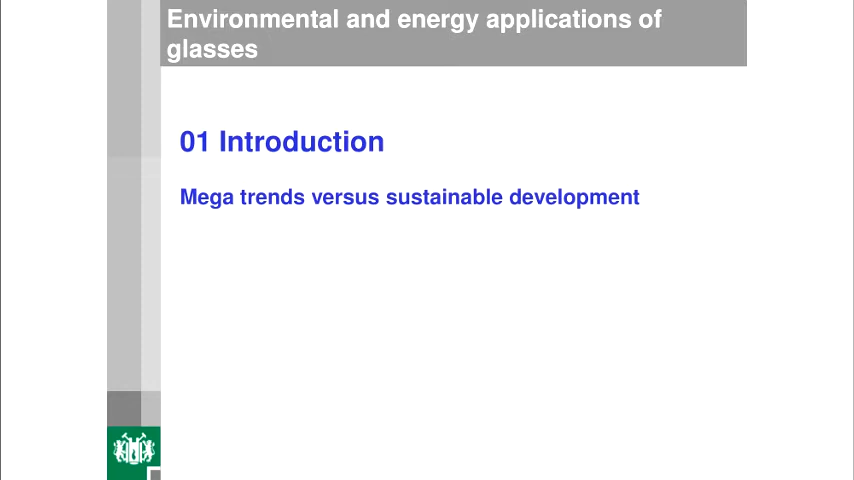 Environmental and energy applications of
glasses
01 Introduction
Mega trends versus sustainable development